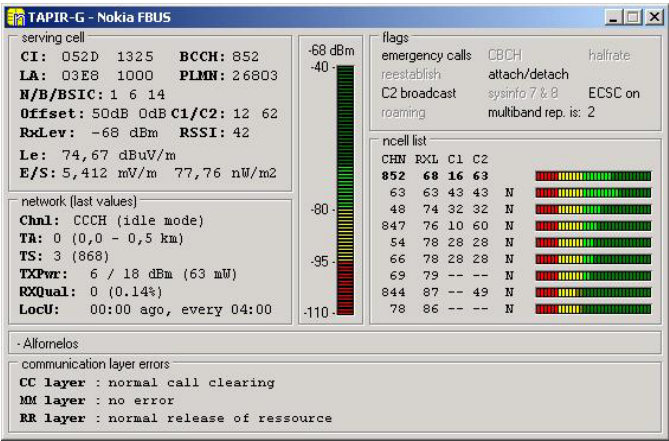 TAPIR-G - Nokia FBUS
serving cell
CI: 052D 1325 BCCH: 852
LA: 03E8 1000 PLMN: 26803
N/B/BSIC: 1 6 14
Offset: 50dB 0dB C1/C2: 12 62
RxLev: -68 dBm RSSI: 42
Le: 74,67 dBuV/m
E/S: 5,412 mV/m 77,76 nW/m2
network (last values)
Chnl: CCCH (idle mode)
TA: 0 (0,0 - 0,5 km)
TS: 3 (868)
TXPwr: 6 / 18 dBm (63 mW)
RXQual: 0 (0.14%)
LocU: 00:00 ago, every 04:00
-68 dBm
-40 -
-80 -
-95 -
-110 -
flags
emergency calls CBCH halfrate
reestablish attach/detach
C2 broadcast sysinfo 7 & 8 ECSC on
roaming multiband rep. is: 2
ncell list
CHN RXL C1 C2
852 68 16 63
63 63 43 43 N
48 74 32 32 N
847 76 10 60 N
54 78 28 28 N
66 78 28 28 N
69 79 -- -- N
844 87 -- 49 N
78 86 -- -- N
- Alfornelos
communication layer errors
CC layer : normal call clearing
MM layer : no error
RR layer : normal release of ressource